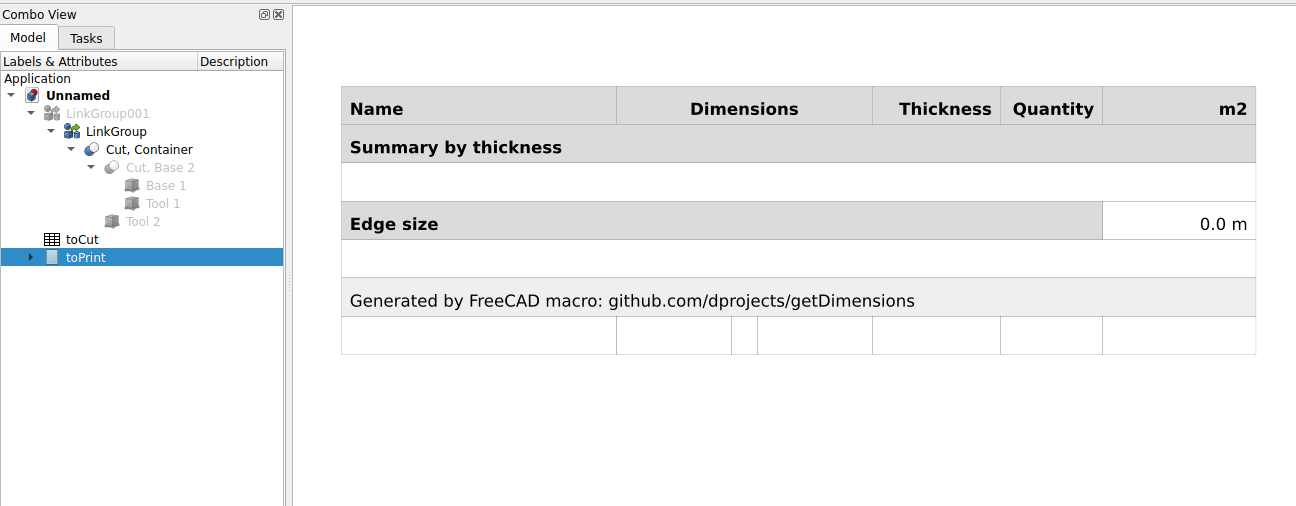 Combo View
Model Tasks
Labels & Attributes Description
Application
Unnamed
LinkGroup001
LinkGroup
Cut, Container
Cut, Base 2
Base 1
Tool 1
Tool 2
toCut
toPrint
Name Dimensions Thickness Quantity m2
Summary by thickness
Edge size 0.0 m
Generated by FreeCAD macro: github.com/dprojects/getDimensions